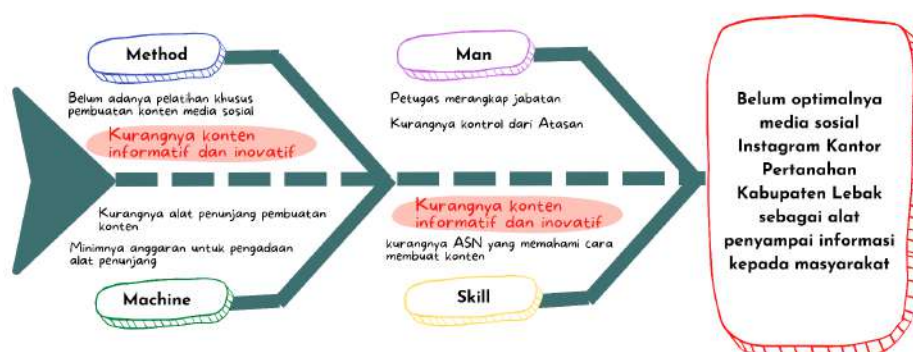 Method
Belum adanya pelatihan khusus
pembuatan konten media sosial
Kurangnya konten
informatif dan inovatif
Man
Petugas merangkap jabatan
Kurangnya kontrol dari Atasan
Kurangnya alat penunjang pembuatan
konten
Minimnya anggaran untuk pengadaan
alat penunjang
Machine
Kurangnya konten
informatif dan inovatif
kurangnya ASN yang memahami cara
membuat konten
Skill
Belum optimalnya
media sosial
Instagram Kantor
Pertanahan
Kabupaten Lebak
sebagai alat
penyampai informasi
kepada masyarakat